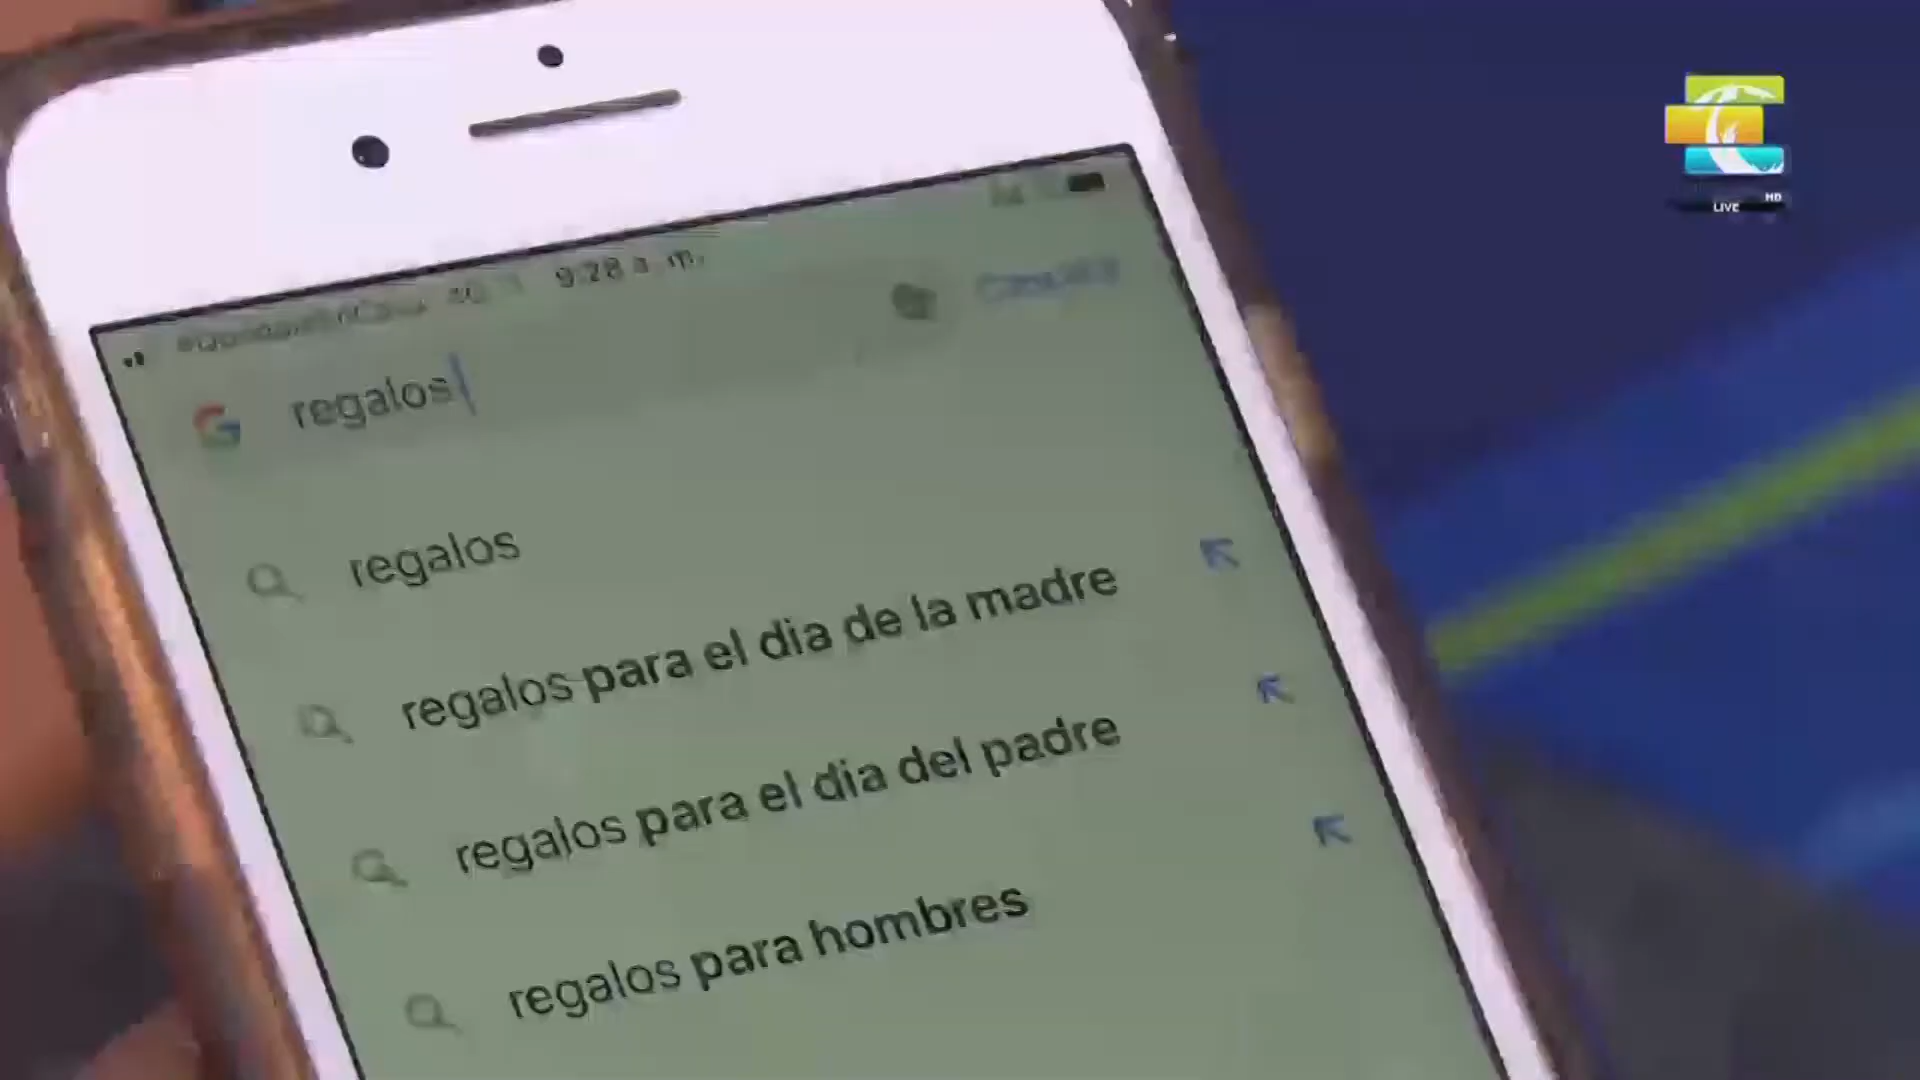 9:28 a. m.
regalos
regalos
regalos para el dia de la madre
regalos para el dia del padre
regalos para hombres
LIVE
HD